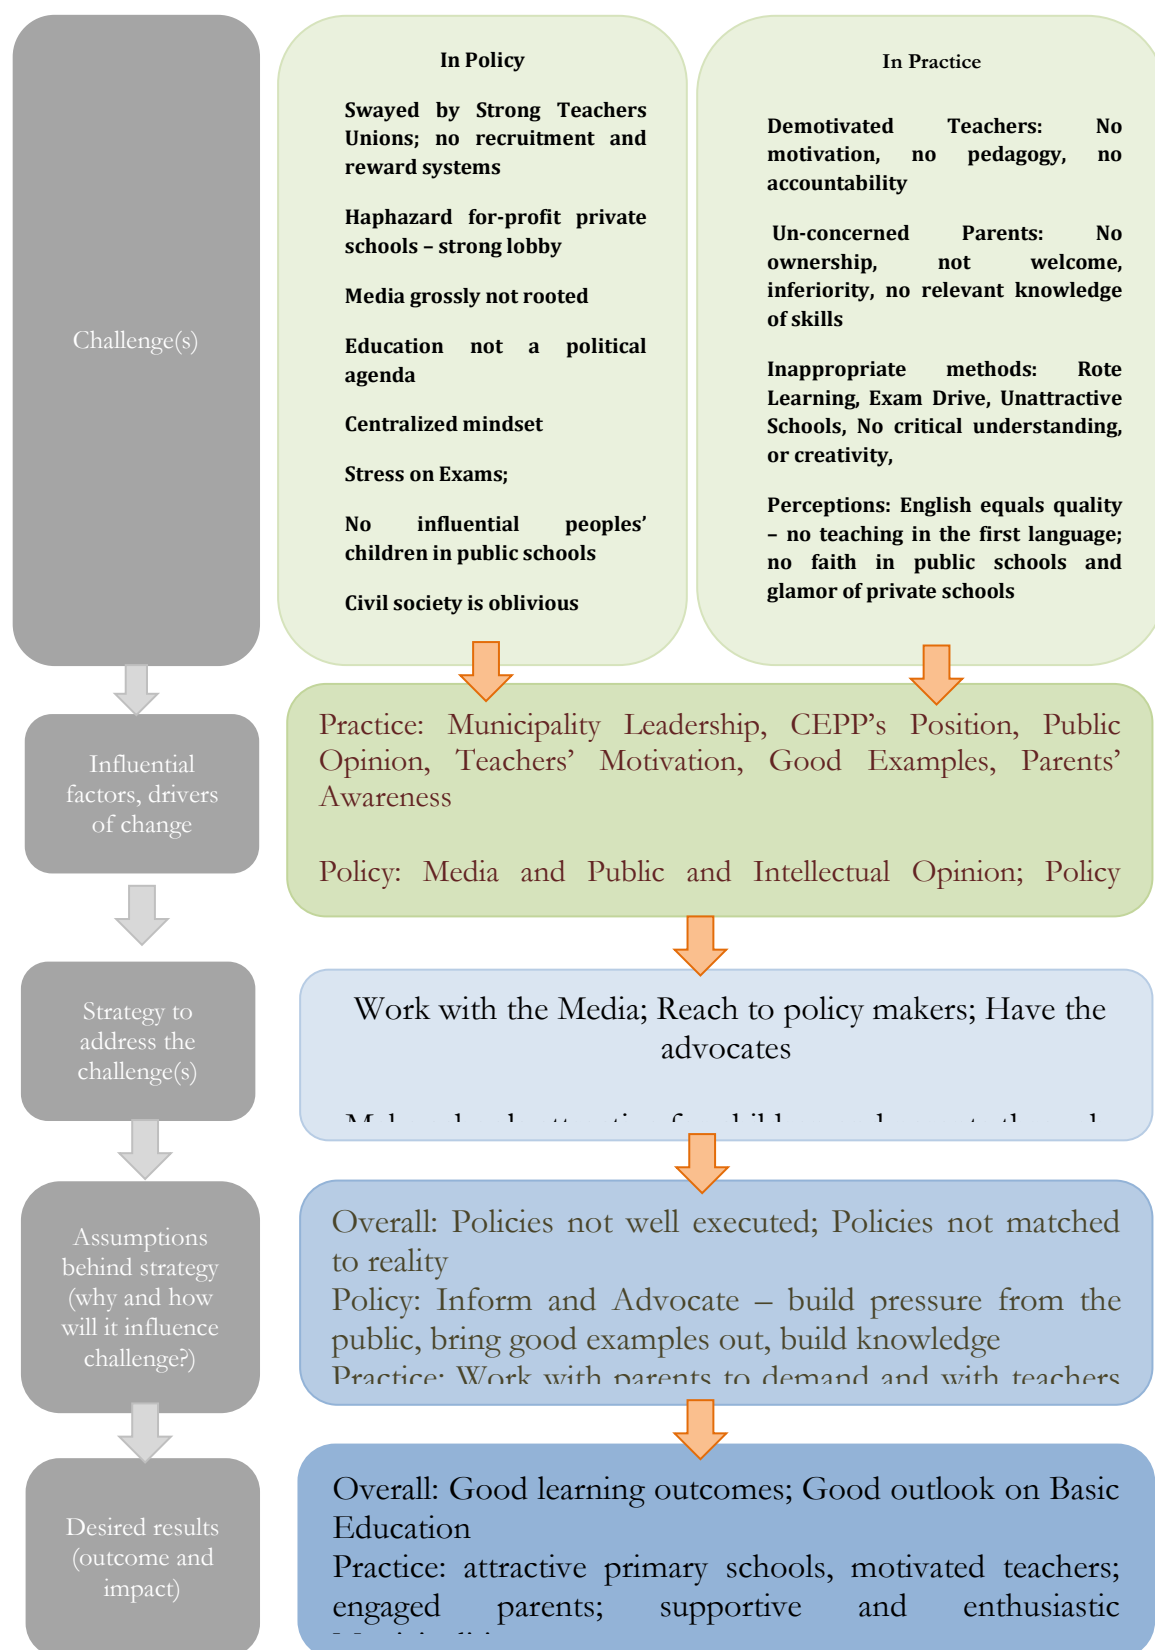 Challenge(s)
In Policy
Swayed by Strong Teachers
Unions; no recruitment and
reward systems
Haphazard for-profit private
schools – strong lobby
Media grossly not rooted
Education not a political
agenda
Centralized mindset
Stress on Exams;
No influential peoples’
children in public schools
Civil society is oblivious
In Practice
Demotivated Teachers: No
motivation, no pedagogy, no
accountability
Un-concerned Parents: No
ownership, not welcome,
inferiority, no relevant knowledge
of skills
Inappropriate methods: Rote
Learning, Exam Drive, Unattractive
Schools, No critical understanding,
or creativity,
Perceptions: English equals quality
– no teaching in the first language;
no faith in public schools and
glamor of private schools
Influential
factors, drivers
of change
Practice: Municipality Leadership, CEPP’s Position, Public
Opinion, Teachers’ Motivation, Good Examples, Parents’
Awareness
Policy: Media and Public and Intellectual Opinion; Policy
Strategy to
address the
challenge(s)
Work with the Media; Reach to policy makers; Have the
advocates
Assumptions
behind strategy
(why and how
will it influence
challenge?)
Overall: Policies not well executed; Policies not matched
to reality
Policy: Inform and Advocate – build pressure from the
public, bring good examples out, build knowledge
Practice: Work with parents to demand and with teachers
Desired results
(outcome and
impact)
Overall: Good learning outcomes; Good outlook on Basic
Education
Practice: attractive primary schools, motivated teachers;
engaged parents; supportive and enthusiastic